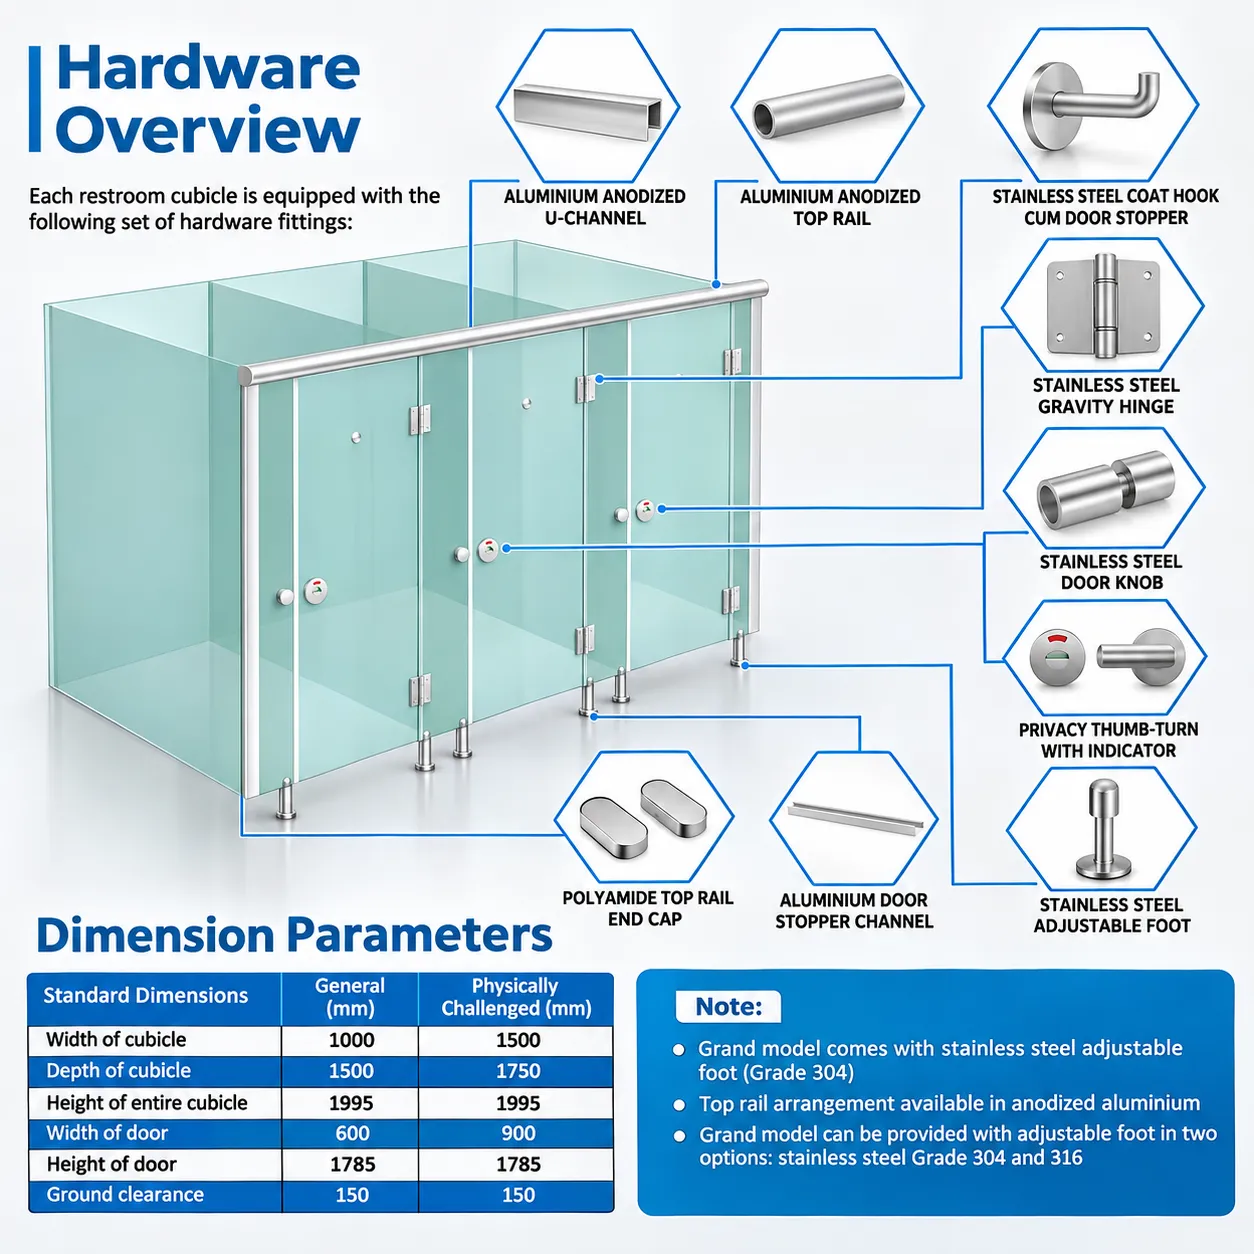 Hardware
Overview
Each restroom cubicle is equipped with the
following set of hardware fittings:
ALUMINIUM ANODIZED
U-CHANNEL
ALUMINIUM ANODIZED
TOP RAIL
STAINLESS STEEL COAT HOOK
CUM DOOR STOPPER
STAINLESS STEEL
GRAVITY HINGE
STAINLESS STEEL
DOOR KNOB
PRIVACY THUMB-TURN
WITH INDICATOR
STAINLESS STEEL
ADJUSTABLE FOOT
POLYAMIDE TOP RAIL
END CAP
ALUMINIUM DOOR
STOPPER CHANNEL
Dimension Parameters
Standard Dimensions General (mm) Physically Challenged (mm)
Width of cubicle 1000 1500
Depth of cubicle 1500 1750
Height of entire cubicle 1995 1995
Width of door 600 900
Height of door 1785 1785
Ground clearance 150 150
Note:
Grand model comes with stainless steel adjustable
foot (Grade 304)
Top rail arrangement available in anodized aluminium
Grand model can be provided with adjustable foot in two
options: stainless steel Grade 304 and 316